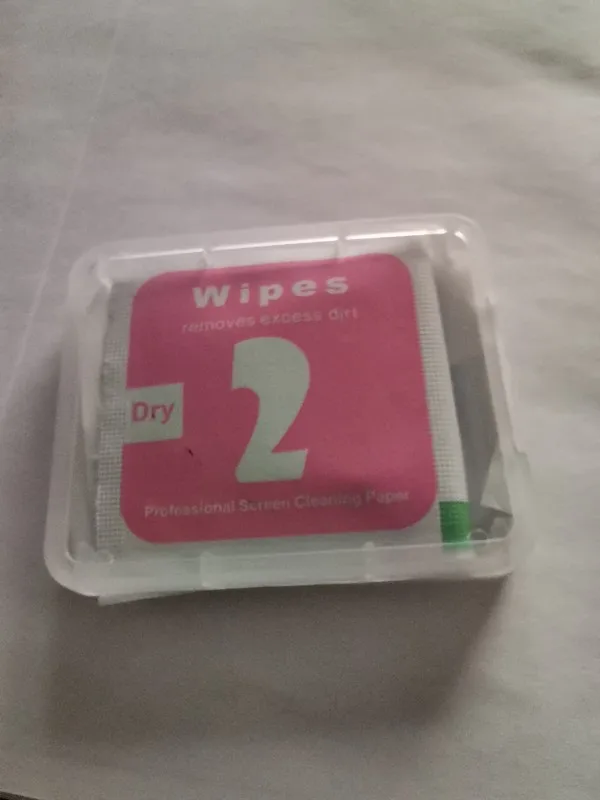 Wipes
removes excess dirt
2
Dry
Professional Screen Cleaning Paper